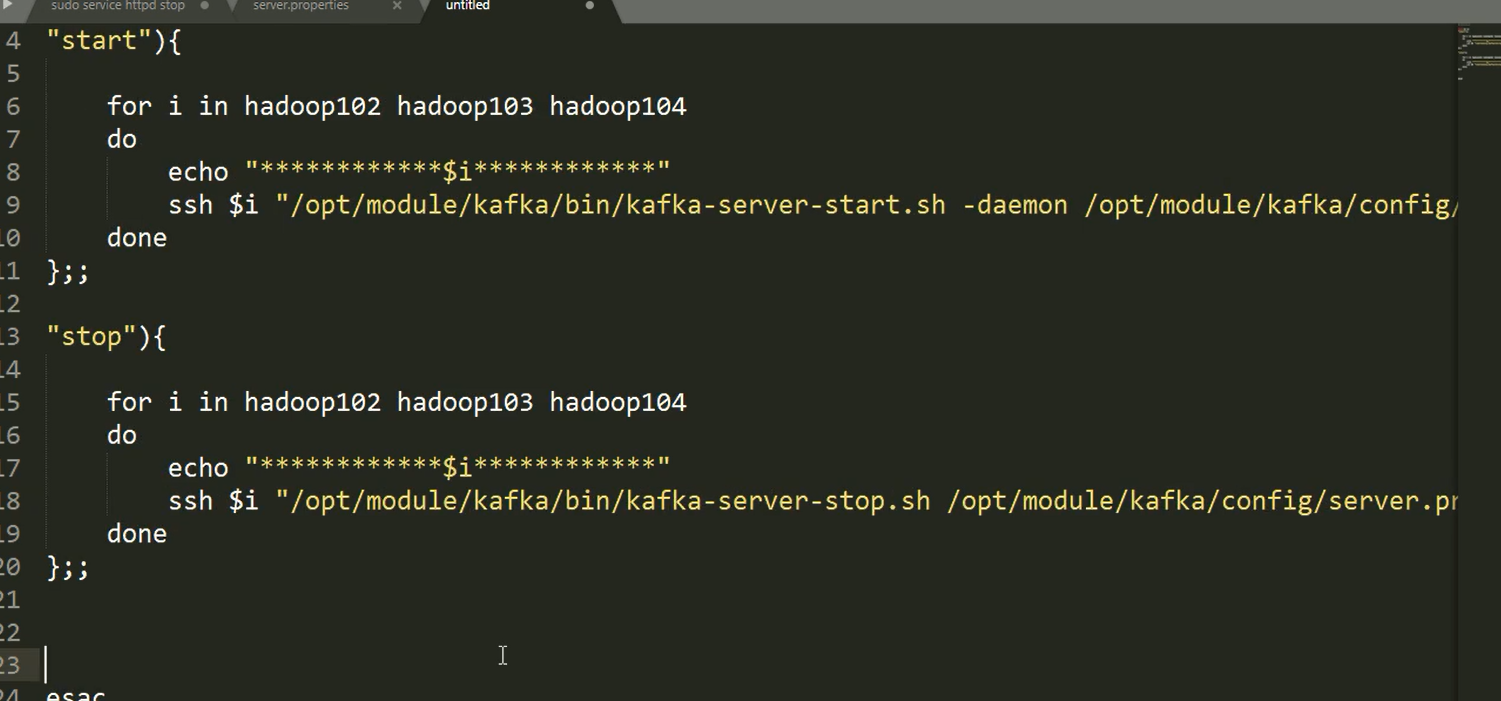 sudo service httpd stop
server.properties
untitled
4 "start"){
5
6 for i in hadoop102 hadoop103 hadoop104
7 do
8 echo "************$i************"
9 ssh $i "/opt/module/kafka/bin/kafka-server-start.sh -daemon /opt/module/kafka/config/
10 done
11 };;
12
13 "stop"){
14
15 for i in hadoop102 hadoop103 hadoop104
16 do
17 echo "************$i************"
18 ssh $i "/opt/module/kafka/bin/kafka-server-stop.sh /opt/module/kafka/config/server.pr
19 done
20 };;
21
22
23
24 esac